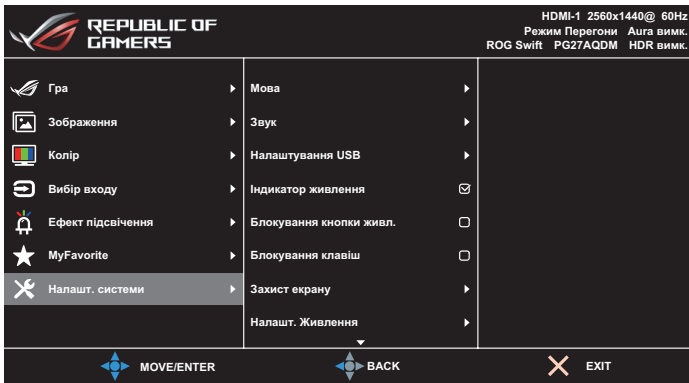 REPUBLIC OF
GAMERS
HDMI-1 2560x1440@ 60Hz
Режим Перегони Aura вимк.
ROG Swift PG27AQDM HDR вимк.
Гра
Зображення
Колір
Вибір входу
Ефект підсвічення
MyFavorite
Налашт. системи
Мова
Звук
Налаштування USB
Індикатор живлення
Блокування кнопки живл.
Блокування клавіш
Захист екрану
Налашт. Живлення
MOVE/ENTER
BACK
EXIT